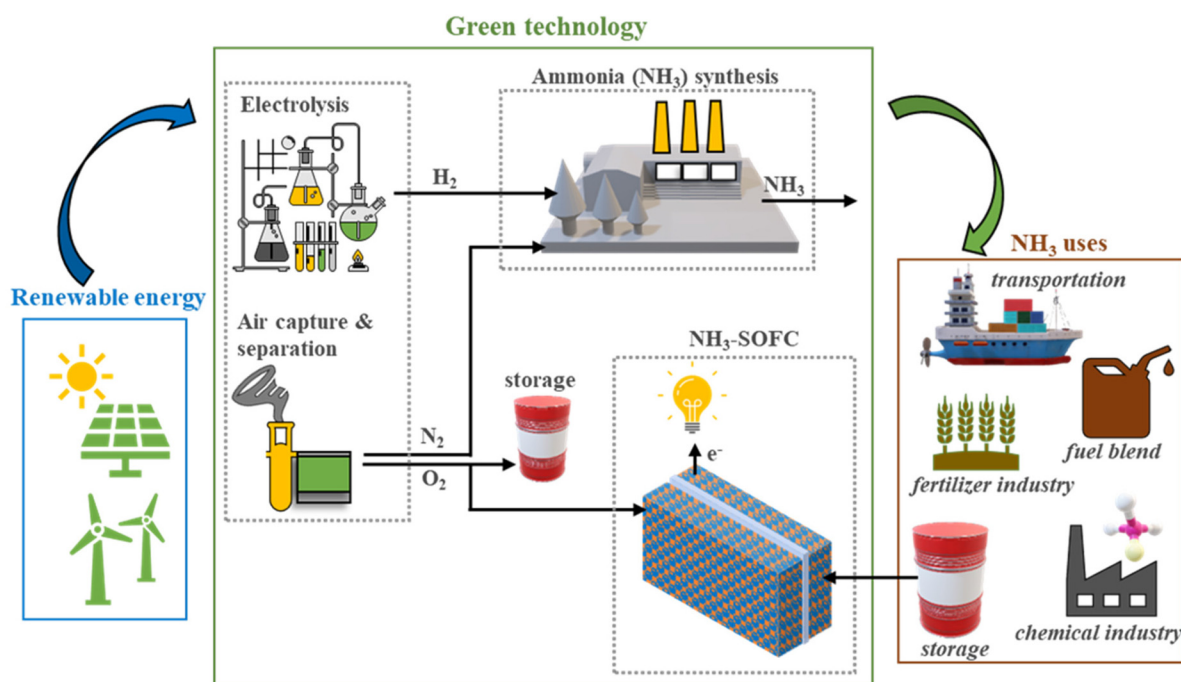 Green technology
Electrolysis
Ammonia (NH₃) synthesis
H₂
NH₃
Renewable energy
Air capture &
separation
N₂
O₂
storage
NH₃-SOFC
e⁻
NH₃ uses
transportation
fuel blend
fertilizer industry
storage
chemical industry